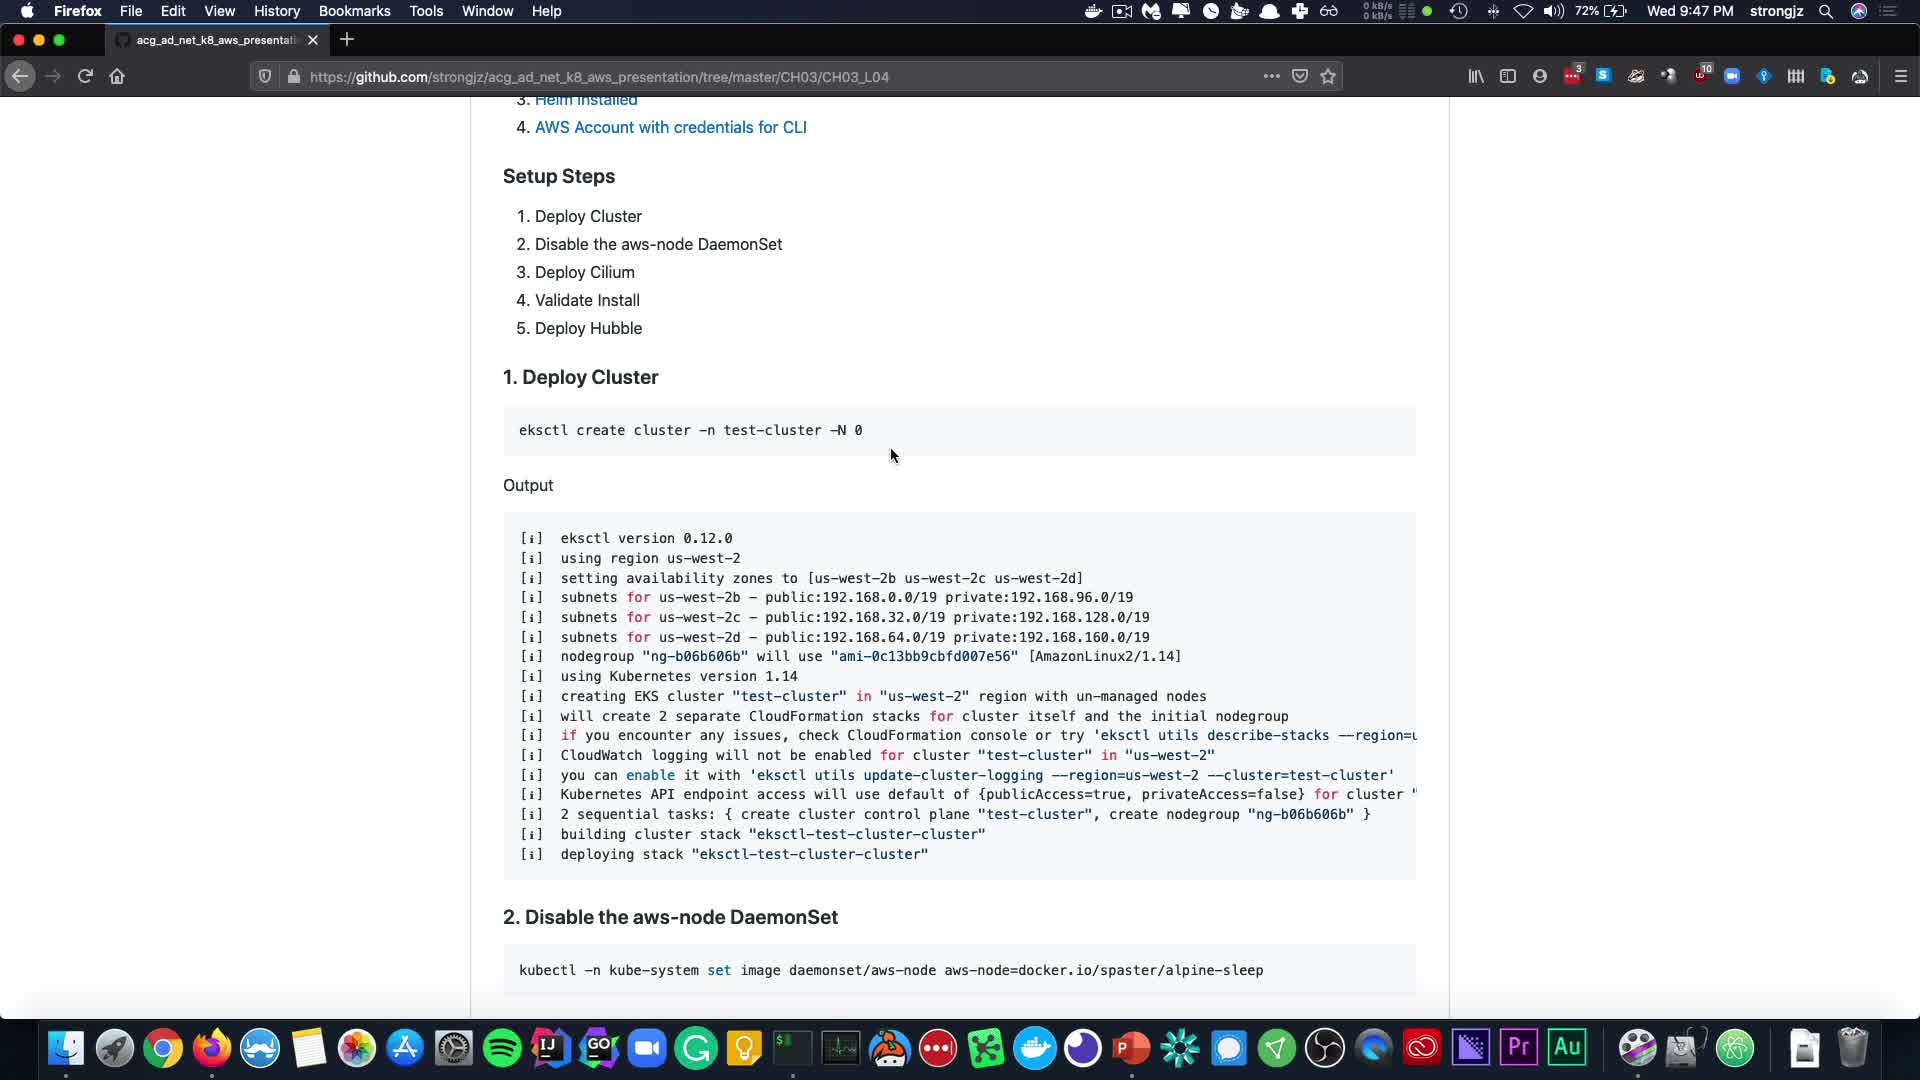 Firefox File Edit View History Bookmarks Tools Window Help 0 kB/s 0 kB/s 72% Wed 9:47 PM strongjz
acg_ad_net_k8_aws_presentati
https://github.com/strongjz/acg_ad_net_k8_aws_presentation/tree/master/CH03/CH03_L04 3 10
3. Helm installed
4. AWS Account with credentials for CLI
Setup Steps
1. Deploy Cluster
2. Disable the aws-node DaemonSet
3. Deploy Cilium
4. Validate Install
5. Deploy Hubble
1. Deploy Cluster
eksctl create cluster -n test-cluster -N 0
Output
[ℹ]  eksctl version 0.12.0
[ℹ]  using region us-west-2
[ℹ]  setting availability zones to [us-west-2b us-west-2c us-west-2d]
[ℹ]  subnets for us-west-2b - public:192.168.0.0/19 private:192.168.96.0/19
[ℹ]  subnets for us-west-2c - public:192.168.32.0/19 private:192.168.128.0/19
[ℹ]  subnets for us-west-2d - public:192.168.64.0/19 private:192.168.160.0/19
[ℹ]  nodegroup "ng-b06b606b" will use "ami-0c13bb9cbfd007e56" [AmazonLinux2/1.14]
[ℹ]  using Kubernetes version 1.14
[ℹ]  creating EKS cluster "test-cluster" in "us-west-2" region with un-managed nodes
[ℹ]  will create 2 separate CloudFormation stacks for cluster itself and the initial nodegroup
[ℹ]  if you encounter any issues, check CloudFormation console or try 'eksctl utils describe-stacks --region=u
[ℹ]  CloudWatch logging will not be enabled for cluster "test-cluster" in "us-west-2"
[ℹ]  you can enable it with 'eksctl utils update-cluster-logging --region=us-west-2 --cluster=test-cluster'
[ℹ]  Kubernetes API endpoint access will use default of {publicAccess=true, privateAccess=false} for cluster "
[ℹ]  2 sequential tasks: { create cluster control plane "test-cluster", create nodegroup "ng-b06b606b" }
[ℹ]  building cluster stack "eksctl-test-cluster-cluster"
[ℹ]  deploying stack "eksctl-test-cluster-cluster"
2. Disable the aws-node DaemonSet
kubectl -n kube-system set image daemonset/aws-node aws-node=docker.io/spaster/alpine-sleep
IJ GO Pr Au